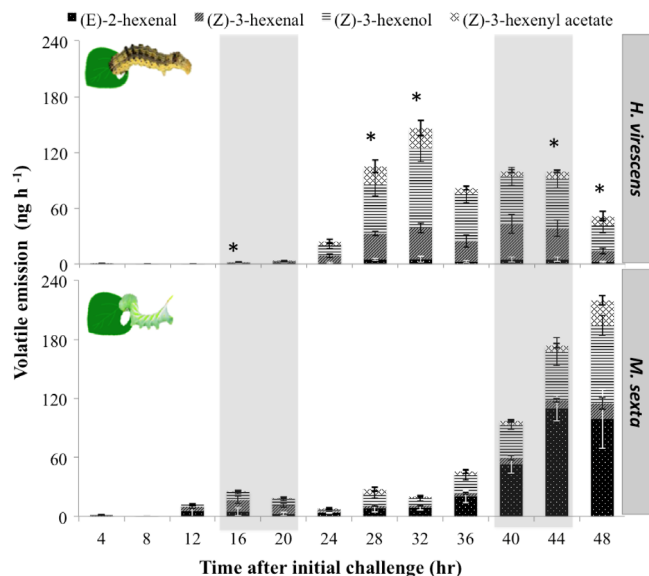 (E)-2-hexenal (Z)-3-hexenal (Z)-3-hexenol (Z)-3-hexenyl acetate
240
180
120
60
0
*
*
*
*
*
H. virescens
240
180
120
60
0
M. sexta
Volatile emission (ng h⁻¹)
4 8 12 16 20 24 28 32 36 40 44 48
Time after initial challenge (hr)